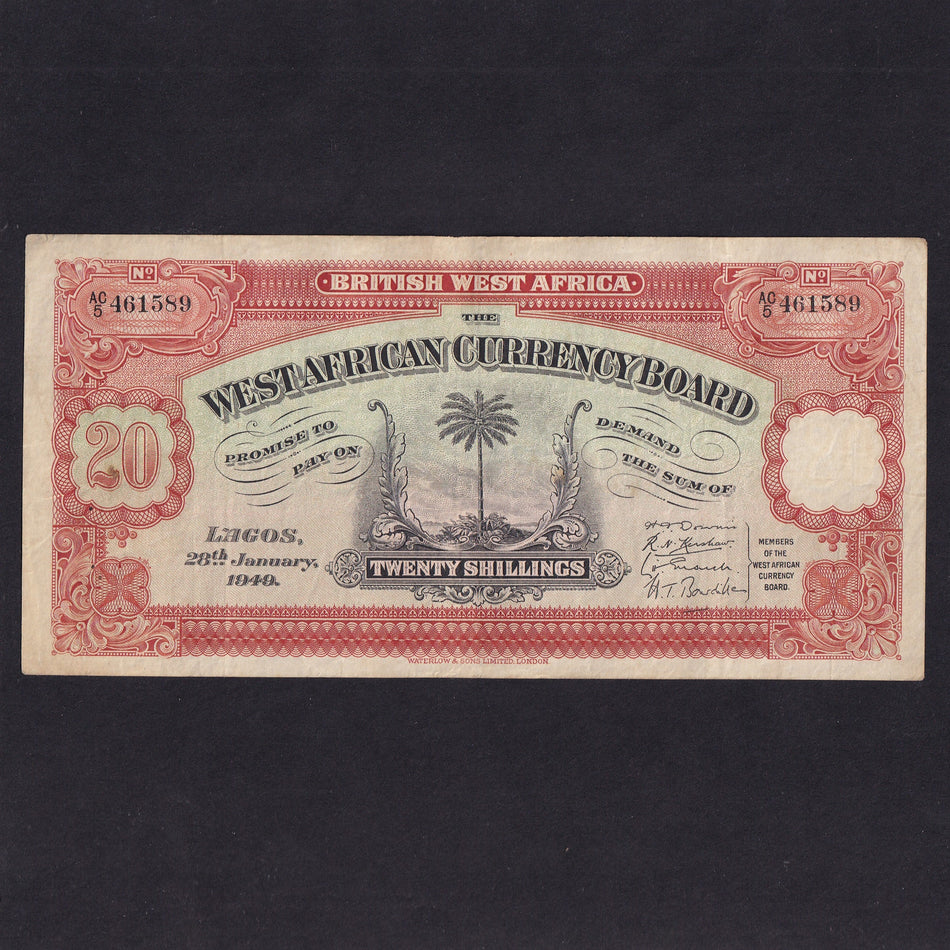 BRITISH WEST AFRICA
Nº
AC/5 461589
Nº
AC/5 461589
THE
WEST AFRICAN CURRENCY BOARD
PROMISE TO
PAY ON
DEMAND
THE SUM OF
20
LAGOS,
28th January,
1949.
TWENTY SHILLINGS
R. N. Kershaw.
MEMBERS
OF THE
WEST AFRICAN
CURRENCY
BOARD.
WATERLOW & SONS LIMITED, LONDON.